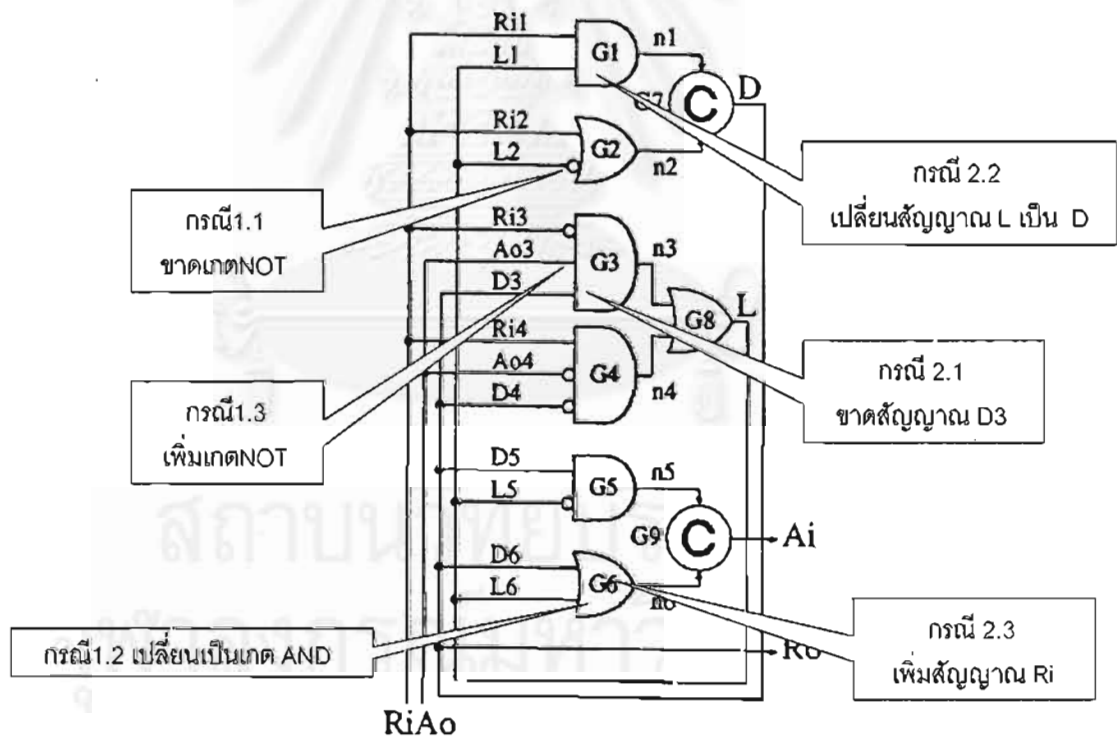 Ri1
L1
G1
n1
G7
C
D
Ri2
L2
G2
n2
กรณี 2.2
เปลี่ยนสัญญาณ L เป็น D
กรณี1.1
ขาดเกตNOT
Ri3
Ao3
D3
G3
n3
G8
L
Ri4
Ao4
D4
G4
n4
กรณี 2.1
ขาดสัญญาณ D3
กรณี1.3
เพิ่มเกตNOT
D5
L5
G5
n5
G9
C
Ai
D6
L6
G6
n6
กรณี1.2 เปลี่ยนเป็นเกต AND
Ro
กรณี 2.3
เพิ่มสัญญาณ Ri
RiAo